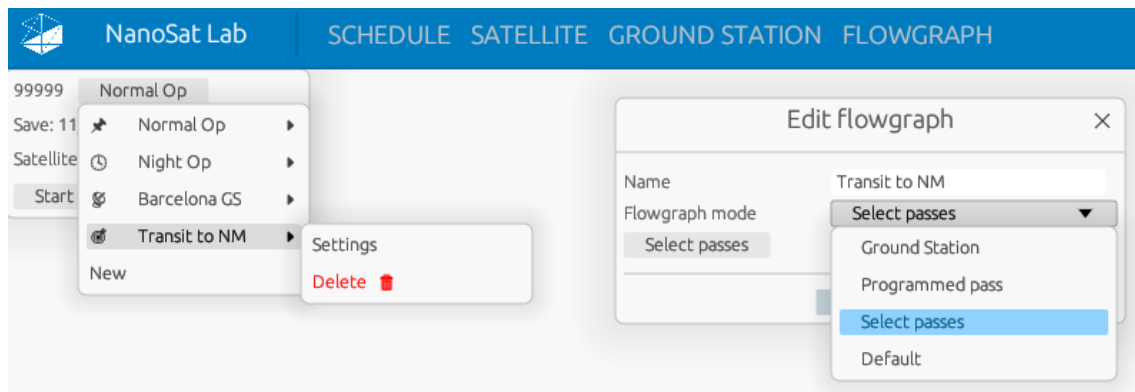 NanoSat Lab SCHEDULE SATELLITE GROUND STATION FLOWGRAPH
99999 Normal Op
Save: 11
Satellite
Start
Normal Op
Night Op
Barcelona GS
Transit to NM
New
Settings
Delete
Edit flowgraph
Name Transit to NM
Flowgraph mode Select passes
Select passes
Ground Station
Programmed pass
Select passes
Default